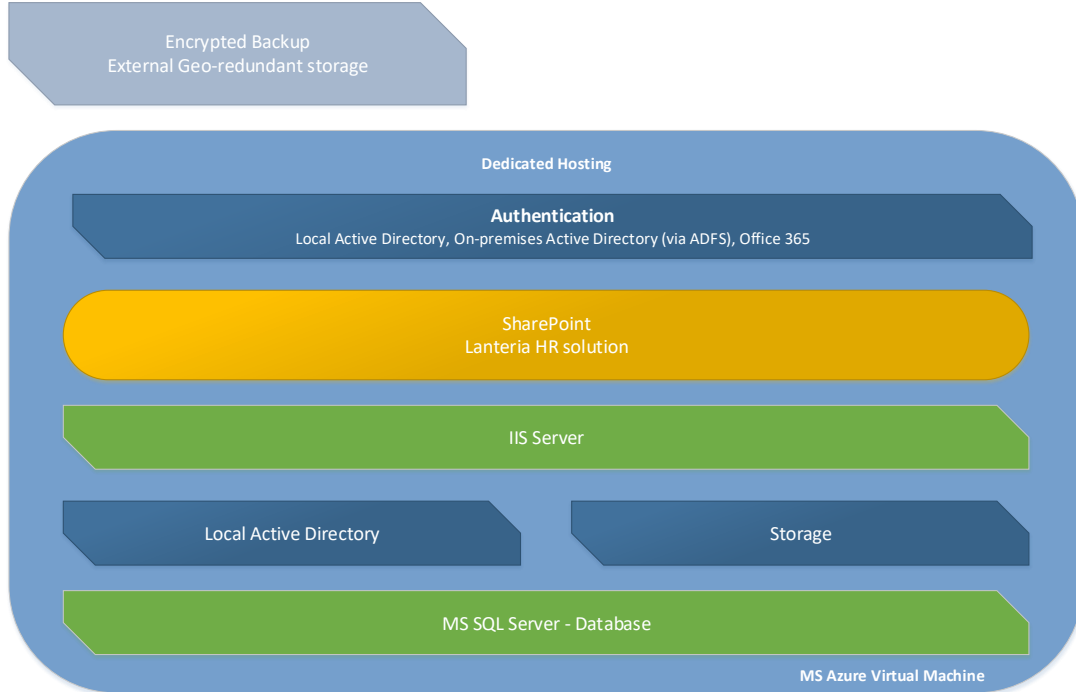 Encrypted Backup
External Geo-redundant storage
Dedicated Hosting
Authentication
Local Active Directory, On-premises Active Directory (via ADFS), Office 365
SharePoint
Lanteria HR solution
IIS Server
Local Active Directory
Storage
MS SQL Server - Database
MS Azure Virtual Machine